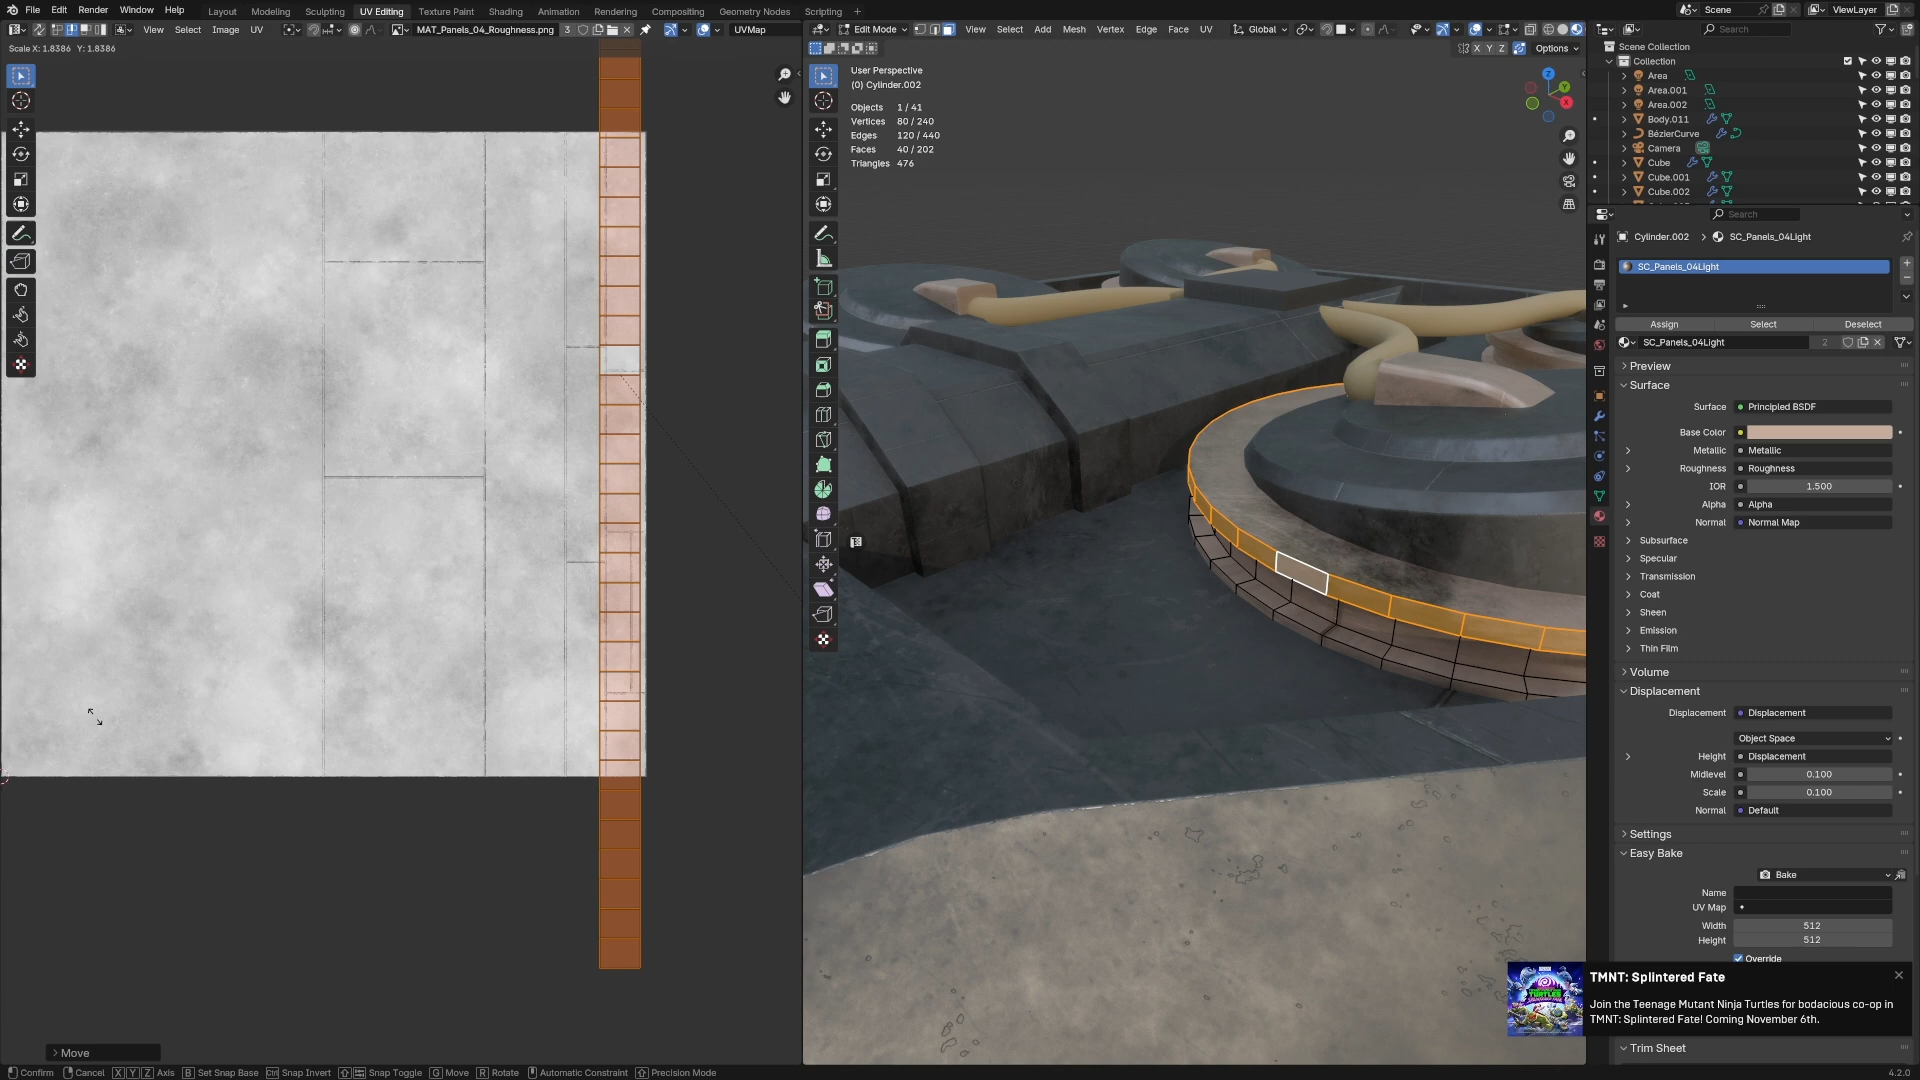 File Edit Render Window Help Layout Modeling Sculpting UV Editing Texture Paint Shading Animation Rendering Compositing Geometry Nodes Scripting + Scene ViewLayer
View Select Image UV MAT_Panels_04_Roughness.png 3 UVMap Edit Mode View Select Add Mesh Vertex Edge Face UV Global Search
Scale X: 1.8386 Y: 1.8386
X Y Z Options
Scene Collection
Collection
Area
Area.001
Area.002
Body.011
BézierCurve
Camera
Cube
Cube.001
Cube.002
User Perspective
(0) Cylinder.002
Objects 1 / 41
Vertices 80 / 240
Edges 120 / 440
Faces 40 / 202
Triangles 476
Z
Y
X
Search
Cylinder.002 > SC_Panels_04Light
SC_Panels_04Light
Assign Select Deselect
SC_Panels_04Light 2
Preview
Surface
Surface Principled BSDF
Base Color
Metallic Metallic
Roughness Roughness
IOR 1.500
Alpha Alpha
Normal Normal Map
Subsurface
Specular
Transmission
Coat
Sheen
Emission
Thin Film
Volume
Displacement
Displacement Displacement
Object Space
Height Displacement
Midlevel 0.100
Scale 0.100
Normal Default
Settings
Easy Bake
Bake
Name
UV Map
Width 512
Height 512
Override
TMNT: Splintered Fate
Join the Teenage Mutant Ninja Turtles for bodacious co-op in
TMNT: Splintered Fate! Coming November 6th.
Trim Sheet
Move
Confirm Cancel X Y Z Axis B Set Snap Base Ctrl Snap Invert Snap Toggle G Move R Rotate Automatic Constraint Precision Mode 4.2.0